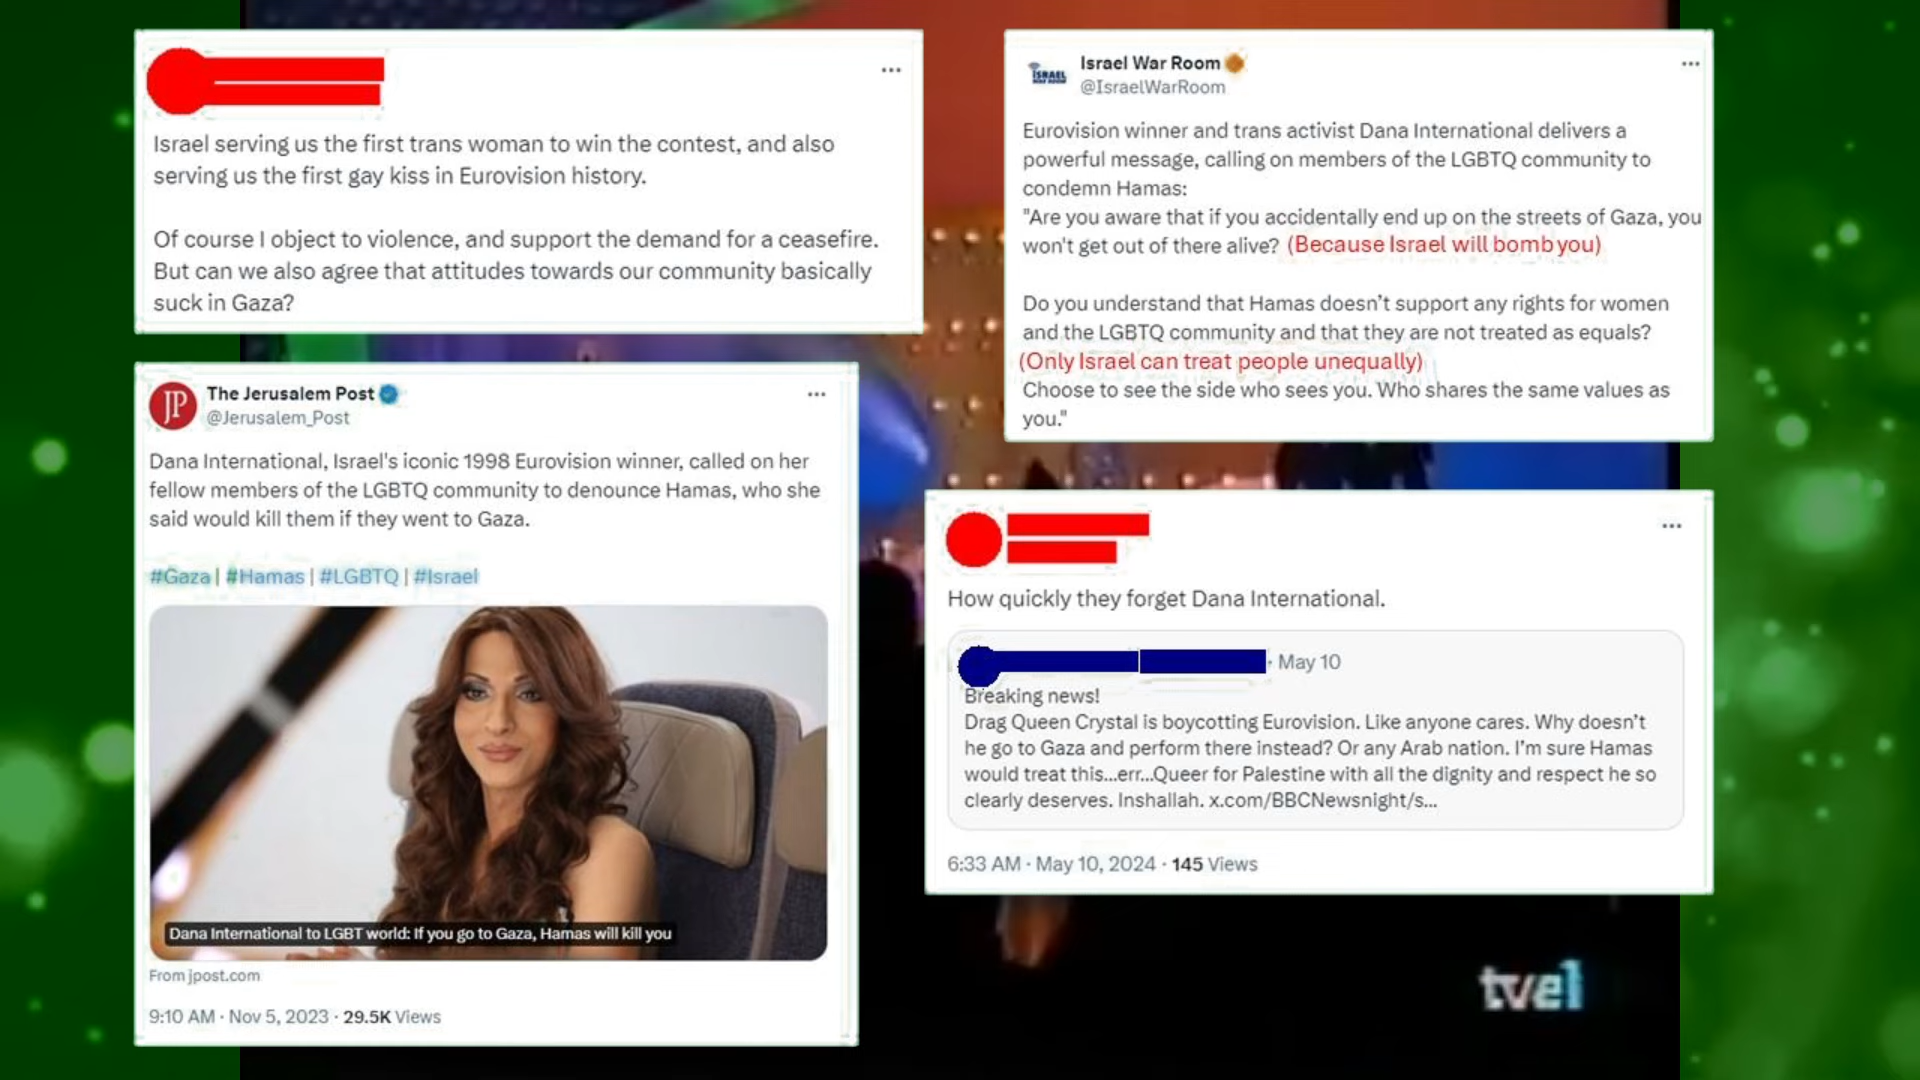 Israel serving us the first trans woman to win the contest, and also
serving us the first gay kiss in Eurovision history.
Of course I object to violence, and support the demand for a ceasefire.
But can we also agree that attitudes towards our community basically
suck in Gaza?
The Jerusalem Post
@Jerusalem_Post
JP
Dana International, Israel's iconic 1998 Eurovision winner, called on her
fellow members of the LGBTQ community to denounce Hamas, who she
said would kill them if they went to Gaza.
#Gaza | #Hamas | #LGBTQ | #Israel
Dana International to LGBT world: If you go to Gaza, Hamas will kill you
From jpost.com
9:10 AM · Nov 5, 2023 · 29.5K Views
ISRAEL
WAR ROOM
Israel War Room
@IsraelWarRoom
Eurovision winner and trans activist Dana International delivers a
powerful message, calling on members of the LGBTQ community to
condemn Hamas:
"Are you aware that if you accidentally end up on the streets of Gaza, you
won't get out of there alive? (Because Israel will bomb you)
Do you understand that Hamas doesn't support any rights for women
and the LGBTQ community and that they are not treated as equals?
(Only Israel can treat people unequally)
Choose to see the side who sees you. Who shares the same values as
you."
How quickly they forget Dana International.
· May 10
Breaking news!
Drag Queen Crystal is boycotting Eurovision. Like anyone cares. Why doesn't
he go to Gaza and perform there instead? Or any Arab nation. I'm sure Hamas
would treat this...err...Queer for Palestine with all the dignity and respect he so
clearly deserves. Inshallah. x.com/BBCNewsnight/s...
6:33 AM · May 10, 2024 · 145 Views
tve1